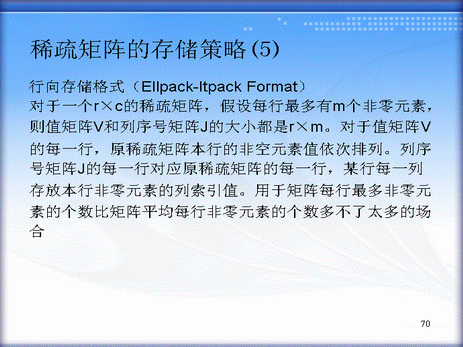 稀疏矩阵的存储策略(5)
行向存储格式（Ellpack-Itpack Format）
对于一个r×c的稀疏矩阵，假设每行最多有m个非零元素，
则值矩阵V和列序号矩阵J的大小都是r×m。对于值矩阵V
的每一行，原稀疏矩阵本行的非空元素值依次排列。列序
号矩阵J的每一行对应原稀疏矩阵的每一行，某行每一列
存放本行非零元素的列索引值。用于矩阵每行最多非零元
素的个数比矩阵平均每行非零元素的个数多不了太多的场
合
70